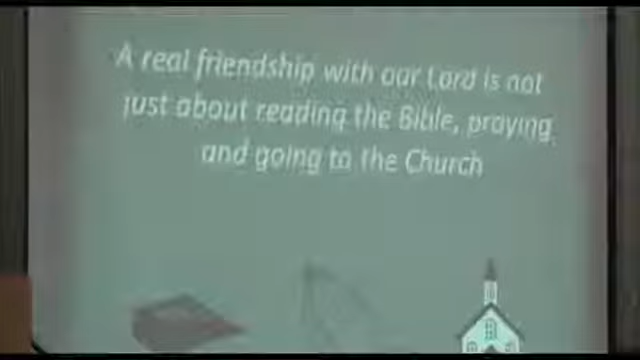 A real friendship with our Lord is not
just about reading the Bible, praying
and going to the Church